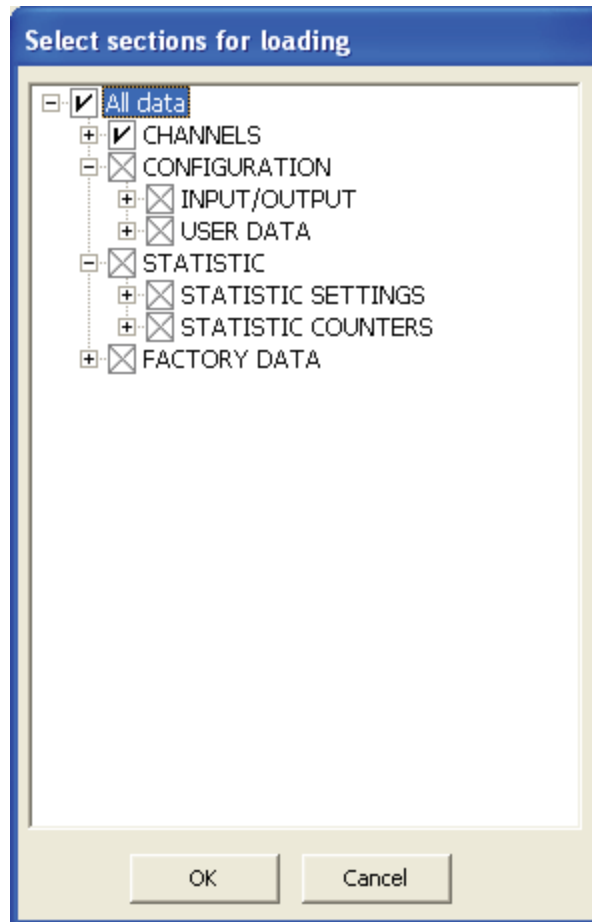 Select sections for loading
All data
CHANNELS
CONFIGURATION
INPUT/OUTPUT
USER DATA
STATISTIC
STATISTIC SETTINGS
STATISTIC COUNTERS
FACTORY DATA
OK Cancel